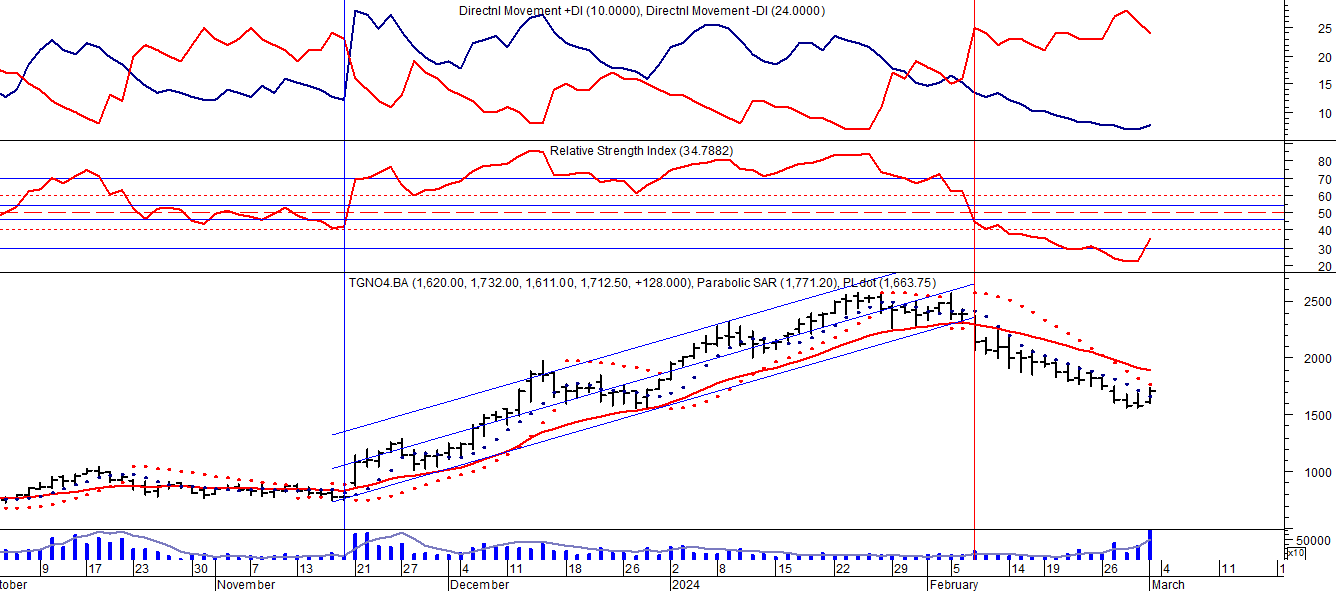 Directnl Movement +DI (10.0000), Directnl Movement -DI (24.0000)
25
20
15
10
Relative Strength Index (34.7882)
80
70
60
50
40
30
20
TGNO4.BA (1,620.00, 1,732.00, 1,611.00, 1,712.50, +128.000), Parabolic SAR (1,771.20), PL dot (1,663.75)
2500
2000
1500
1000
50000
x10
9 17 23 30 7 13 21 27 4 11 18 26 2 8 15 22 29 5 14 19 26 4 11 1
tober November December 2024 February March